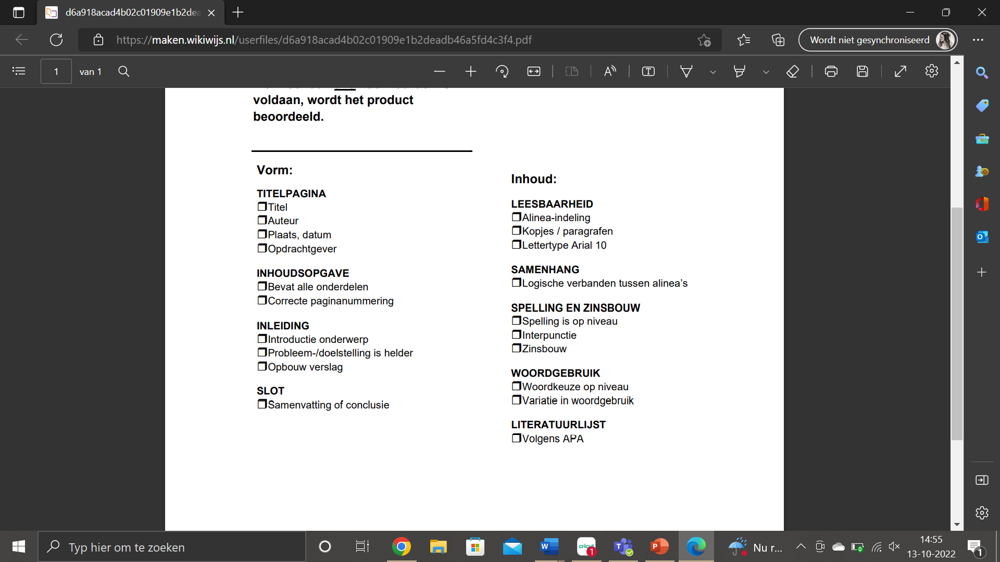 d6a918acad4b02c01909e1b2dea
https://maken.wikiwijs.nl/userfiles/d6a918acad4b02c01909e1b2deadb46a5fd4c3f4.pdf
Wordt niet gesynchroniseerd
1 van 1
voldaan, wordt het product
beoordeeld.
Vorm:
TITELPAGINA
❒Titel
❒Auteur
❒Plaats, datum
❒Opdrachtgever
INHOUDSOPGAVE
❒Bevat alle onderdelen
❒Correcte paginanummering
INLEIDING
❒Introductie onderwerp
❒Probleem-/doelstelling is helder
❒Opbouw verslag
SLOT
❒Samenvatting of conclusie
Inhoud:
LEESBAARHEID
❒Alinea-indeling
❒Kopjes / paragrafen
❒Lettertype Arial 10
SAMENHANG
❒Logische verbanden tussen alinea's
SPELLING EN ZINSBOUW
❒Spelling is op niveau
❒Interpunctie
❒Zinsbouw
WOORDGEBRUIK
❒Woordkeuze op niveau
❒Variatie in woordgebruik
LITERATUURLIJST
❒Volgens APA
Typ hier om te zoeken
cricut
1
Nu r...
14:55
13-10-2022
1